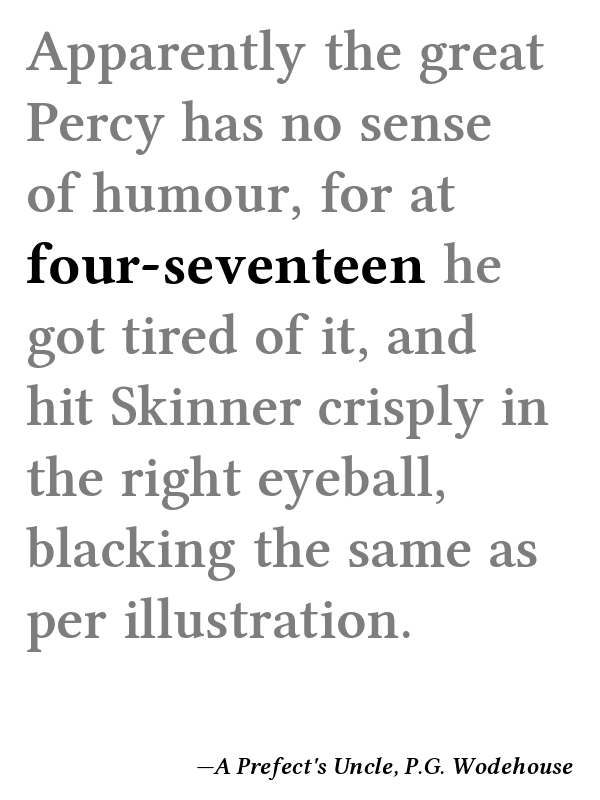 Apparently the great
Percy has no sense
of humour, for at
four-seventeen he
got tired of it, and
hit Skinner crisply in
the right eyeball,
blacking the same as
per illustration.
—A Prefect's Uncle, P.G. Wodehouse